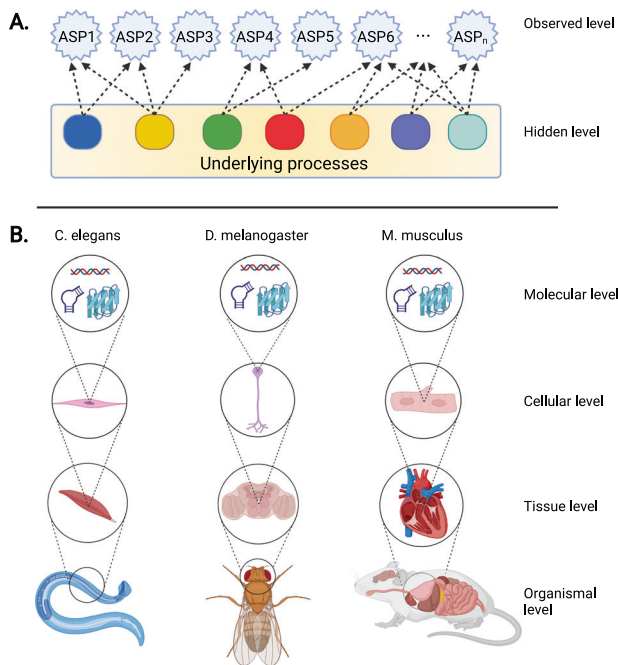 A.
ASP1 ASP2 ASP3 ASP4 ASP5 ASP6 ... ASPn
Observed level
Hidden level
Underlying processes
B.
C. elegans D. melanogaster M. musculus
Molecular level
Cellular level
Tissue level
Organismal
level